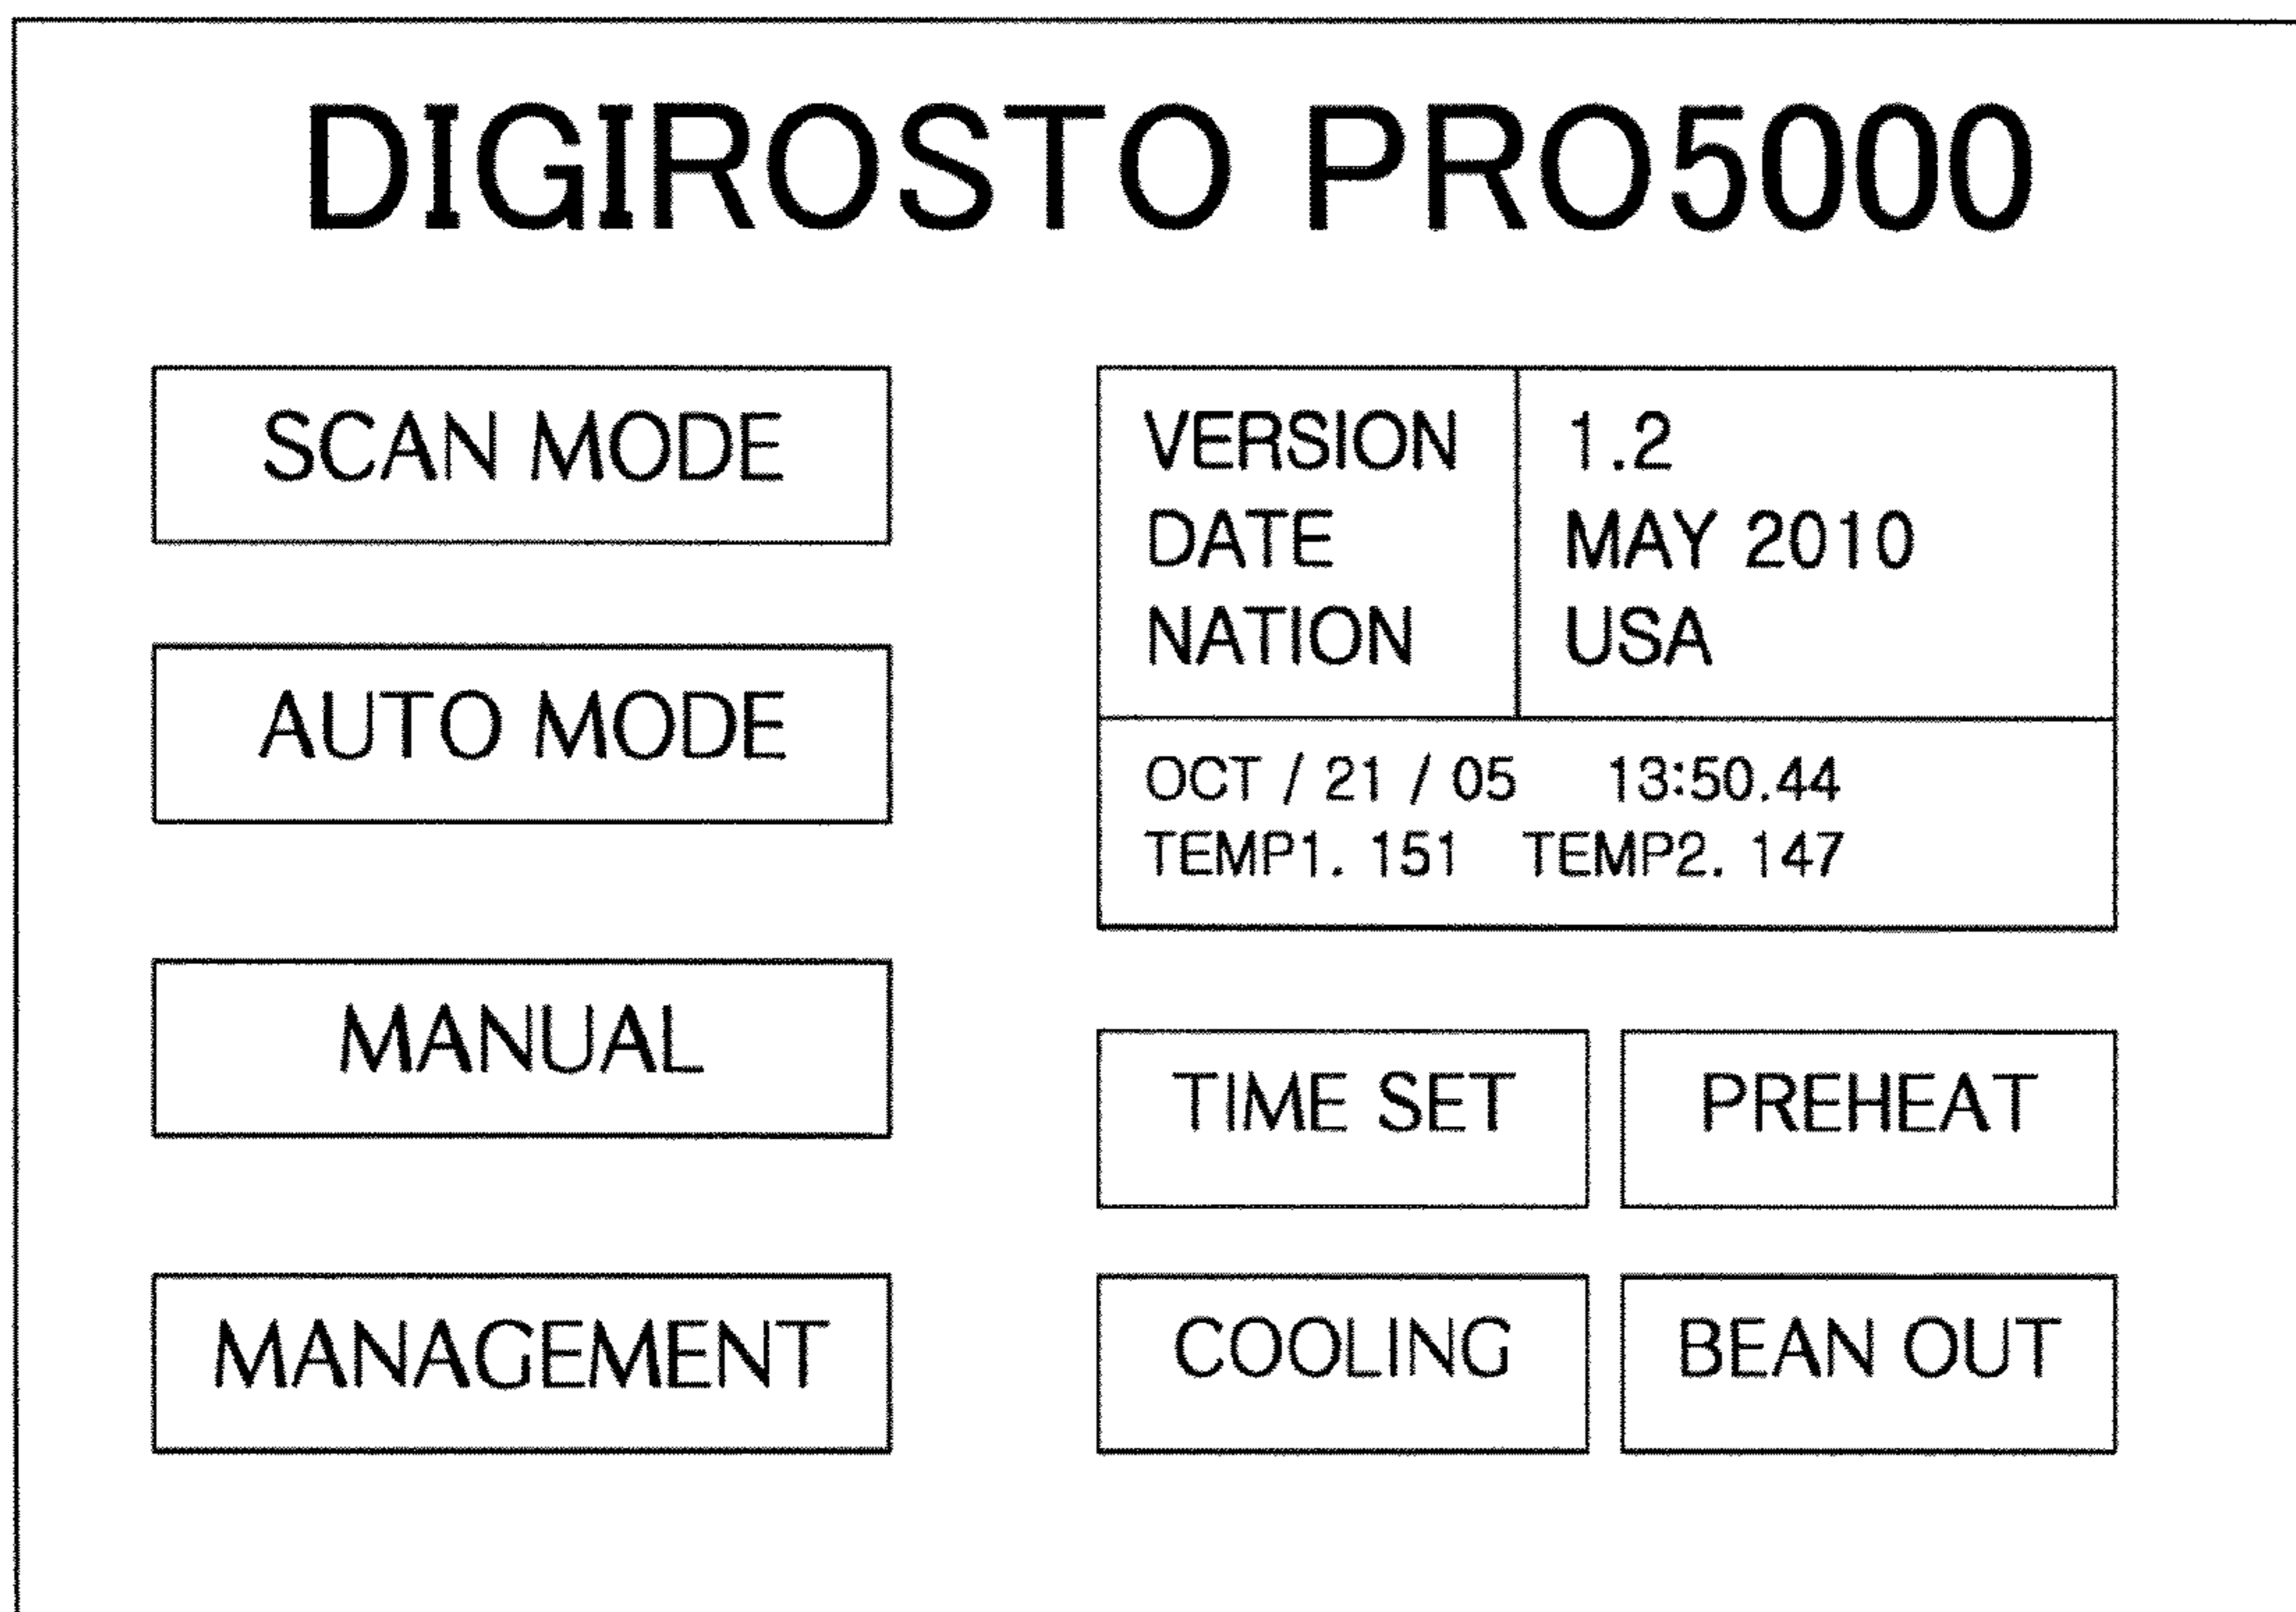 DIGIROSTO PRO5000
SCAN MODE
AUTO MODE
MANUAL
MANAGEMENT
VERSION 1.2
DATE MAY 2010
NATION USA
OCT / 21 / 05 13:50.44
TEMP1. 151 TEMP2. 147
TIME SET PREHEAT
COOLING BEAN OUT